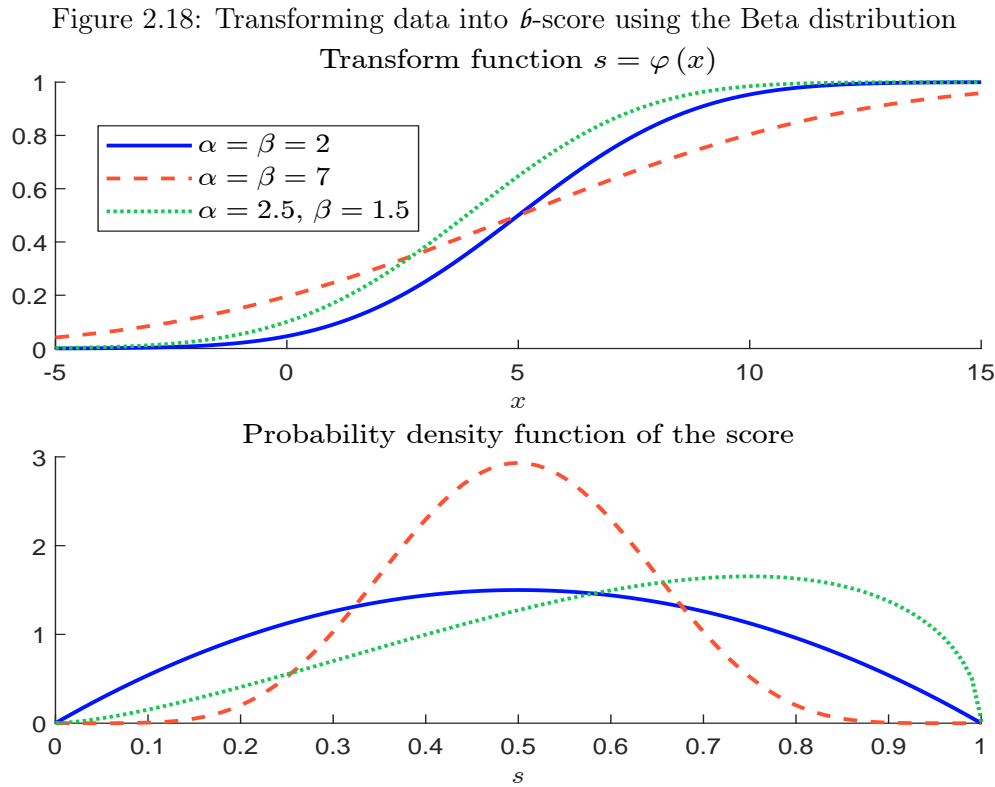 Figure 2.18: Transforming data into 𝔟-score using the Beta distribution
Transform function s = φ (x)
1
0.8
0.6
0.4
0.2
0
α = β = 2
α = β = 7
α = 2.5, β = 1.5
-5 0 5 10 15
x
Probability density function of the score
3
2
1
0
0 0.1 0.2 0.3 0.4 0.5 0.6 0.7 0.8 0.9 1
s